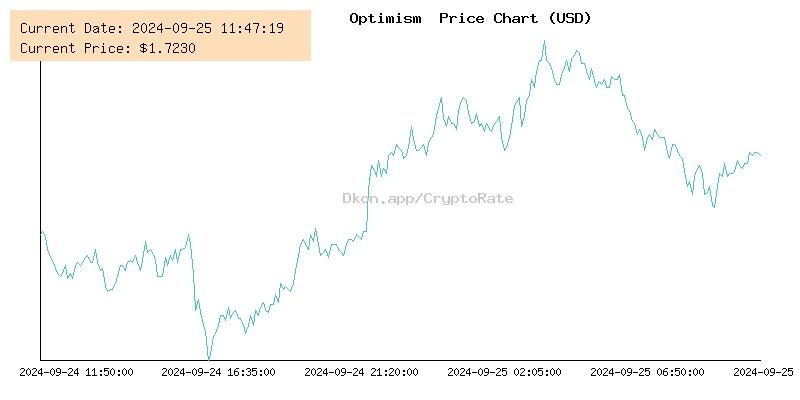 Optimism  Price Chart (USD)
Current Date: 2024-09-25 11:47:19
Current Price: $1.7230
Dkcn.app/CryptoRate
2024-09-24 11:50:00 2024-09-24 16:35:00 2024-09-24 21:20:00 2024-09-25 02:05:00 2024-09-25 06:50:00 2024-09-25